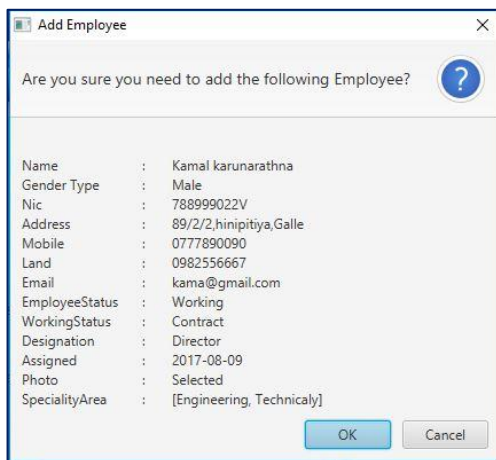 Add Employee
Are you sure you need to add the following Employee?
?
Name : Kamal karunarathna
Gender Type : Male
Nic : 788999022V
Address : 89/2/2,hinipitiya,Galle
Mobile : 0777890090
Land : 0982556667
Email : kama@gmail.com
EmployeeStatus : Working
WorkingStatus : Contract
Designation : Director
Assigned : 2017-08-09
Photo : Selected
SpecialityArea : [Engineering, Technicaly]
OK Cancel